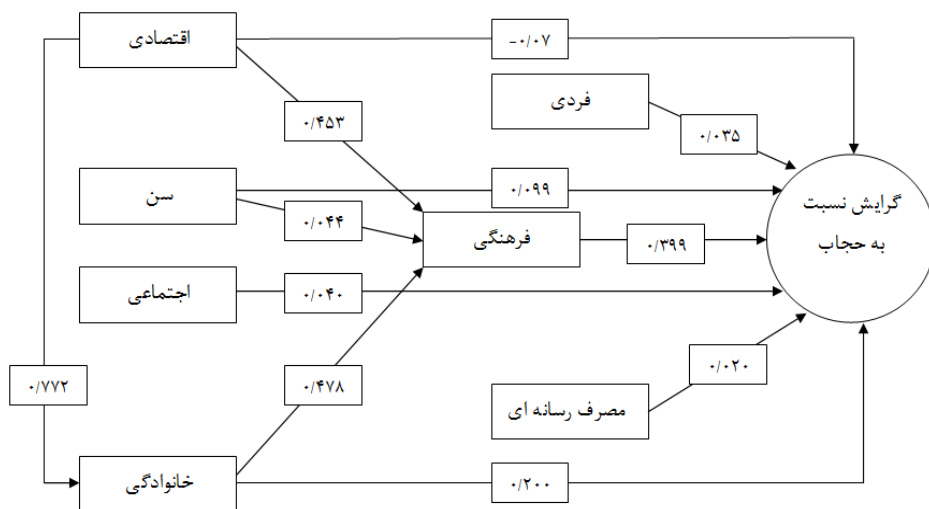 اقتصادی
-۰/۰۷
فردی
۰/۴۵۳
۰/۰۳۵
سن
۰/۰۹۹
گرایش نسبت
به حجاب
۰/۰۴۴
فرهنگی
۰/۳۹۹
اجتماعی
۰/۰۴۰
۰/۷۷۲
۰/۴۷۸
۰/۰۲۰
مصرف رسانه ای
خانوادگی
۰/۲۰۰